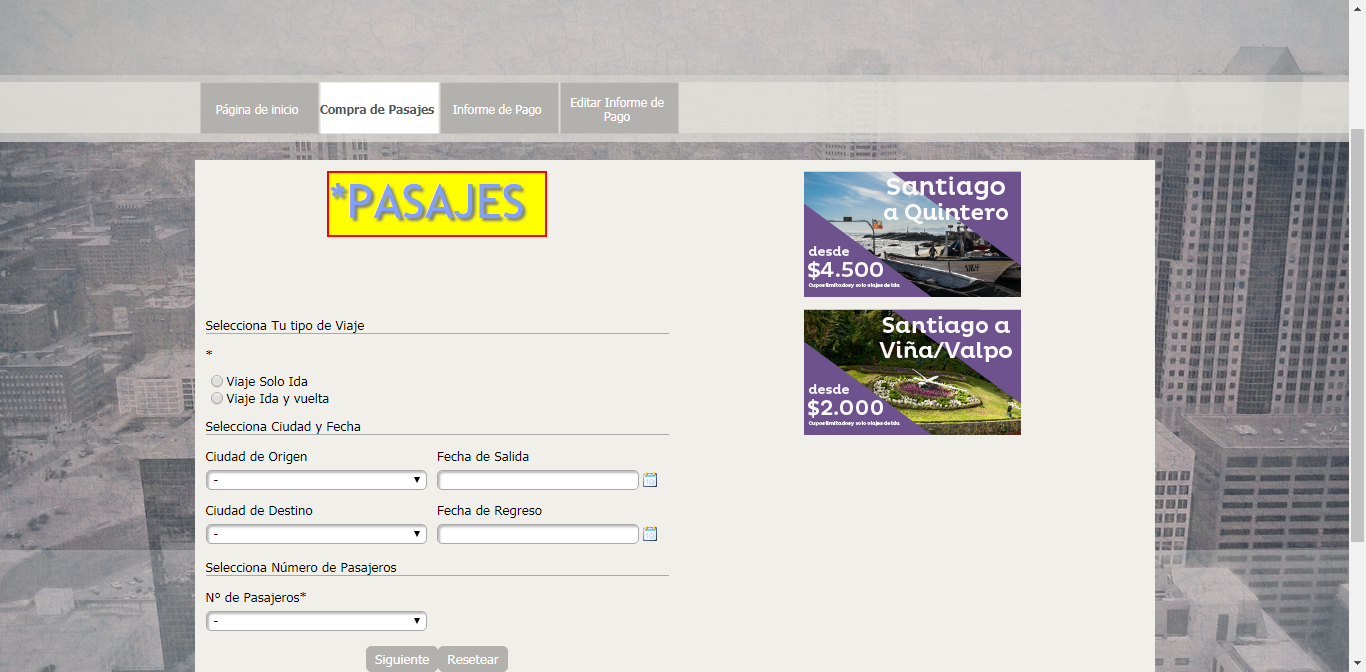 Página de inicio
Compra de Pasajes
Informe de Pago
Editar Informe de
Pago
*PASAJES
Selecciona Tu tipo de Viaje
*
Viaje Solo Ida
Viaje Ida y vuelta
Selecciona Ciudad y Fecha
Ciudad de Origen
Fecha de Salida
-
Ciudad de Destino
Fecha de Regreso
-
Selecciona Número de Pasajeros
Nº de Pasajeros*
-
Siguiente
Resetear
Santiago
a Quintero
desde
$4.500
Cupos limitados y solo viajes de ida
Santiago a
Viña/Valpo
desde
$2.000
Cupos limitados y solo viajes de ida